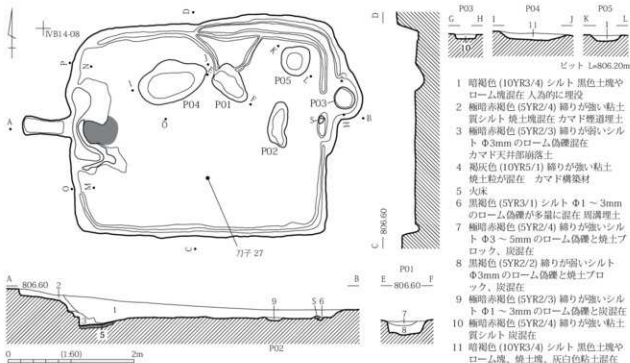 D
IVB14-08
P
N
I
J
K
L
P04
P01
P05
F
P03
S
H
B
A
O
P02
O
M
刀子 27
C
D
806.60
C
P03
G H
10
P04
I J
11
P05
K L
ピット L=806.20m
A 806.60
2
1
5
9
S 6
B
P02
P01
E F
806.60
7
8
0 (1:60) 2m
1 暗褐色 (10YR3/4) シルト 黒色土塊や
ローム塊混在 人為的に埋没
2 極暗赤褐色 (5YR2/4) 締りが強い粘土
質シルト 焼土塊混在 カマド煙道埋土
3 極暗赤褐色 (5YR2/3) 締りが弱いシル
ト Φ3mmのローム偽礫混在
カマド天井部崩落土
4 褐灰色 (10YR5/1) 締りが強い粘土
焼土粒が混在 カマド構築材
5 火床
6 黒褐色 (5YR3/1) シルト Φ1～3mm
のローム偽礫が多量に混在 周溝埋土
7 極暗赤褐色 (5YR2/4) 締りが強いシル
ト Φ3～5mmのローム偽礫と焼土ブ
ロック、炭混在
8 黒褐色 (5YR2/2) 締りが弱いシルト
Φ3mmのローム偽礫と焼土ブロ
ック、炭混在
9 極暗赤褐色 (5YR2/3) 締りが強いシル
ト Φ1～3mmのローム偽礫と炭混在
10 極暗赤褐色 (5YR2/4) 締りが強い粘土
質シルト 炭混在
11 暗褐色 (10YR3/4) シルト 黒色土塊や
ローム塊、焼土塊、灰白色粘土混在